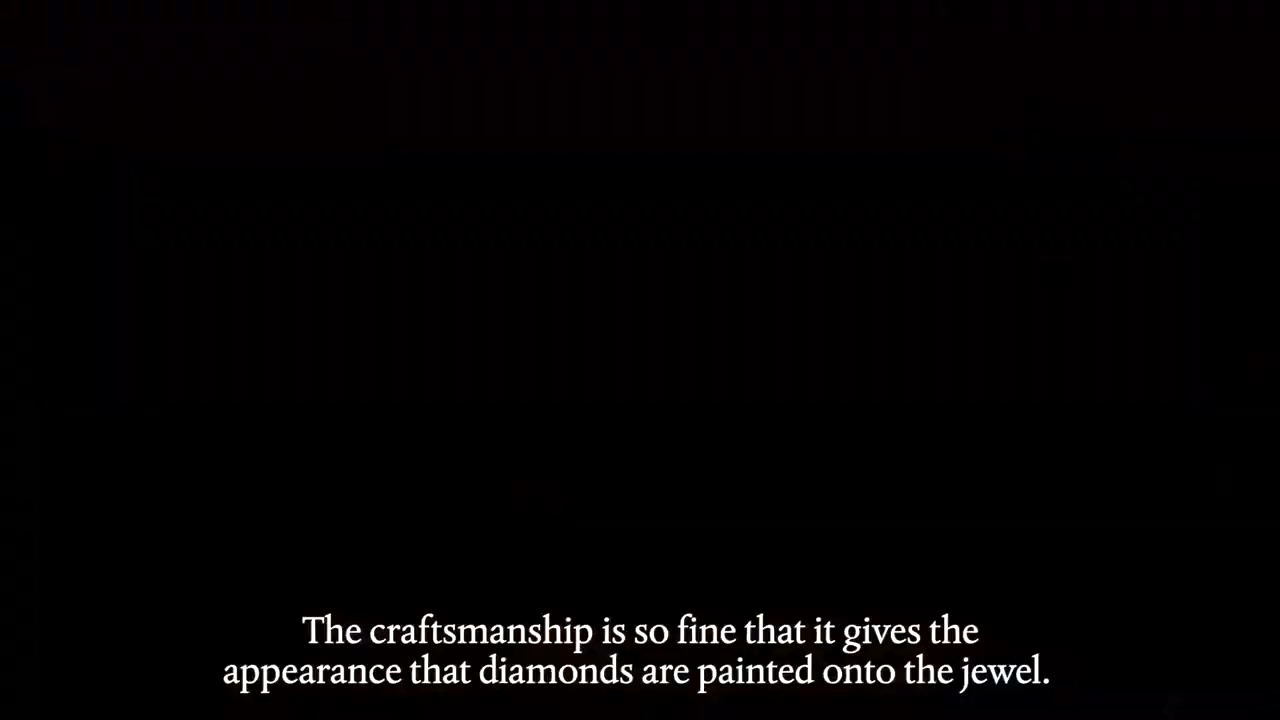 The craftsmanship is so fine that it gives the
appearance that diamonds are painted onto the jewel.